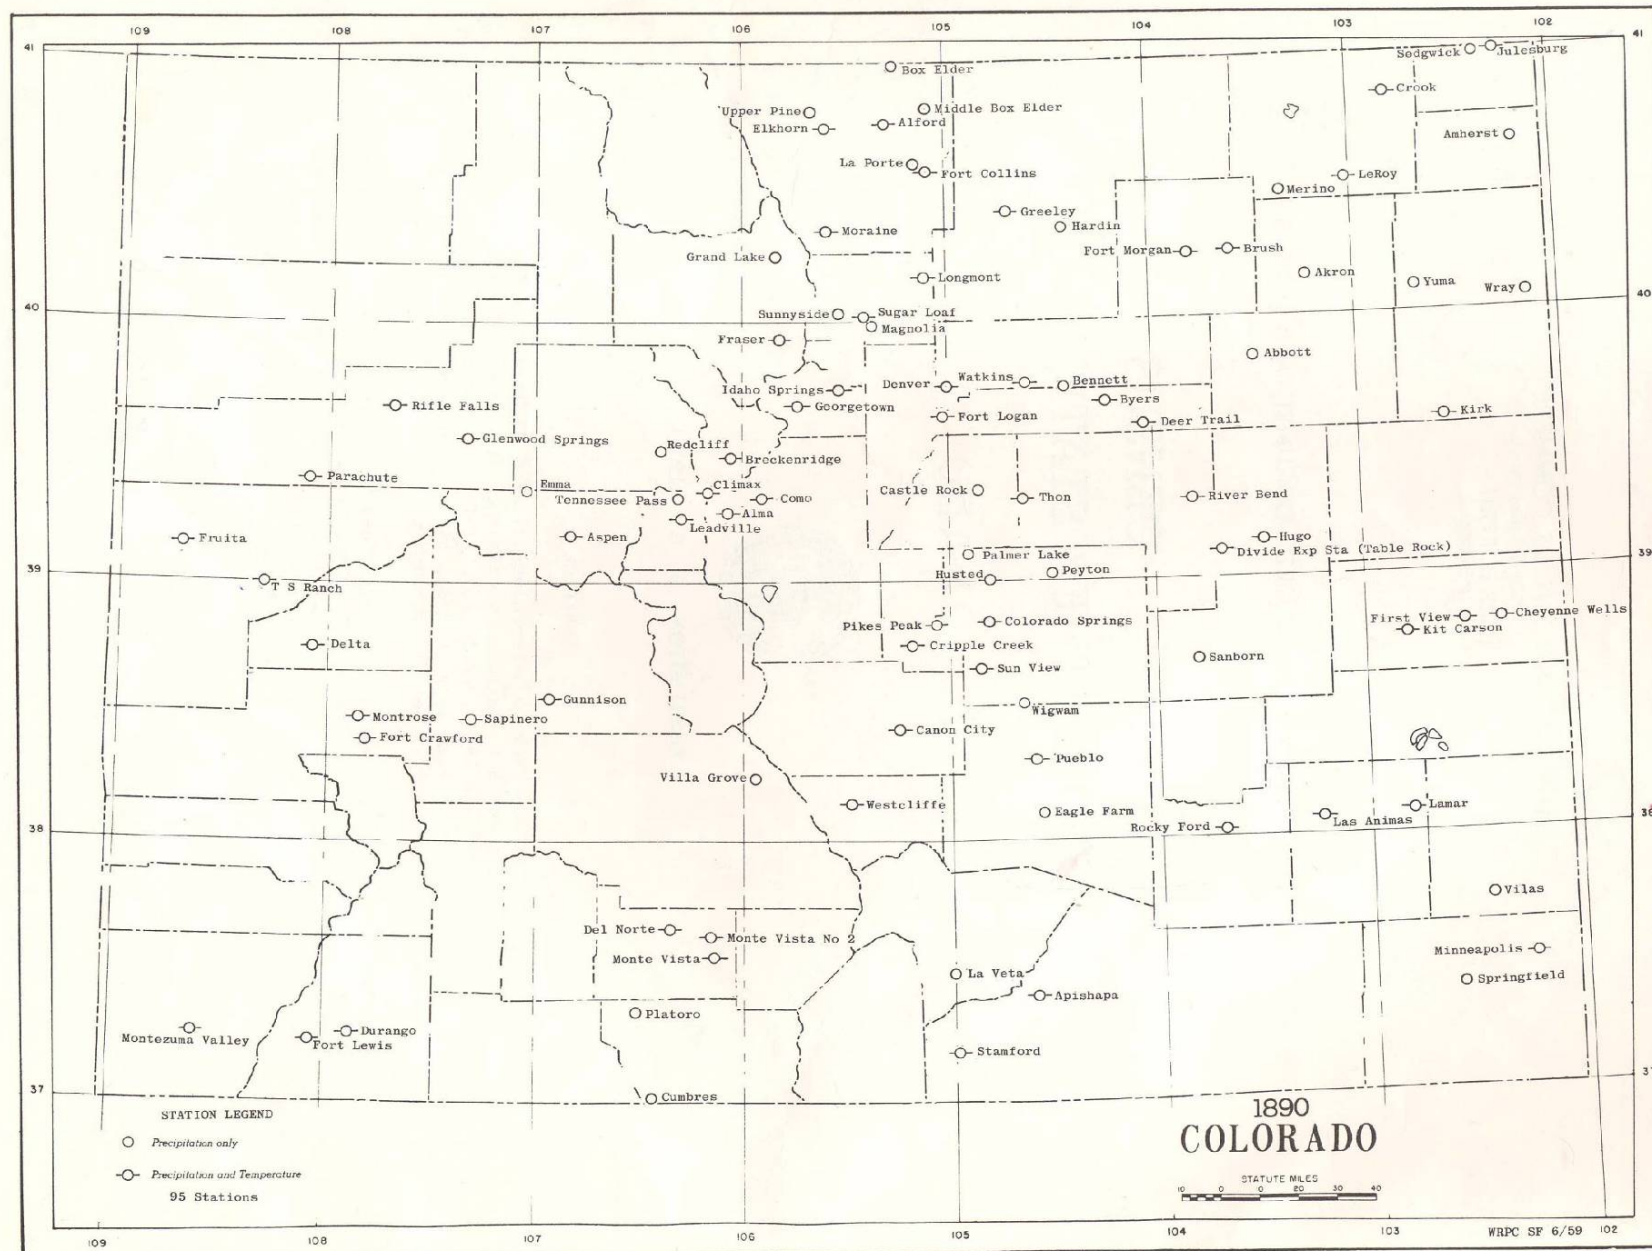 109 108 107 106 105 104 103 102
41 41
Sedgwick Julesburg
Box Elder
Crook
Upper Pine Middle Box Elder
Elkhorn Alford
Amherst
La Porte
Fort Collins
LeRoy
Merino
Greeley
Hardin
Moraine
Fort Morgan Brush
Grand Lake
Longmont
Akron
Yuma
Wray
40 40
Sunnyside Sugar Loaf
Magnolia
Fraser
Abbott
Denver Watkins Bennett
Idaho Springs
Byers
Rifle Falls
Georgetown
Fort Logan
Kirk
Deer Trail
Glenwood Springs
Redcliff
Breckenridge
Parachute
Emma
Climax
Tennessee Pass
Como
Castle Rock
Thon
River Bend
Alma
Leadville
Fruita
Aspen
Hugo
Divide Exp Sta (Table Rock)
Palmer Lake
39 39
Husted
Peyton
T S Ranch
Pikes Peak
Colorado Springs
First View
Cheyenne Wells
Kit Carson
Delta
Cripple Creek
Sanborn
Sun View
Gunnison
Wigwam
Montrose
Sapinero
Fort Crawford
Canon City
Pueblo
Villa Grove
Westcliffe
Eagle Farm
Lamar
Las Animas
Rocky Ford
38
Vilas
Del Norte
Monte Vista No 2
Monte Vista
Minneapolis
La Veta
Springfield
Apishapa
Platoro
Montezuma Valley
Durango
Fort Lewis
Stamford
37
Cumbres
STATION LEGEND
Precipitation only
Precipitation and Temperature
95 Stations
1890
COLORADO
STATUTE MILES
10 0 0 20 30 40
WRPC SF 6/59
109 108 107 106 105 104 103 102